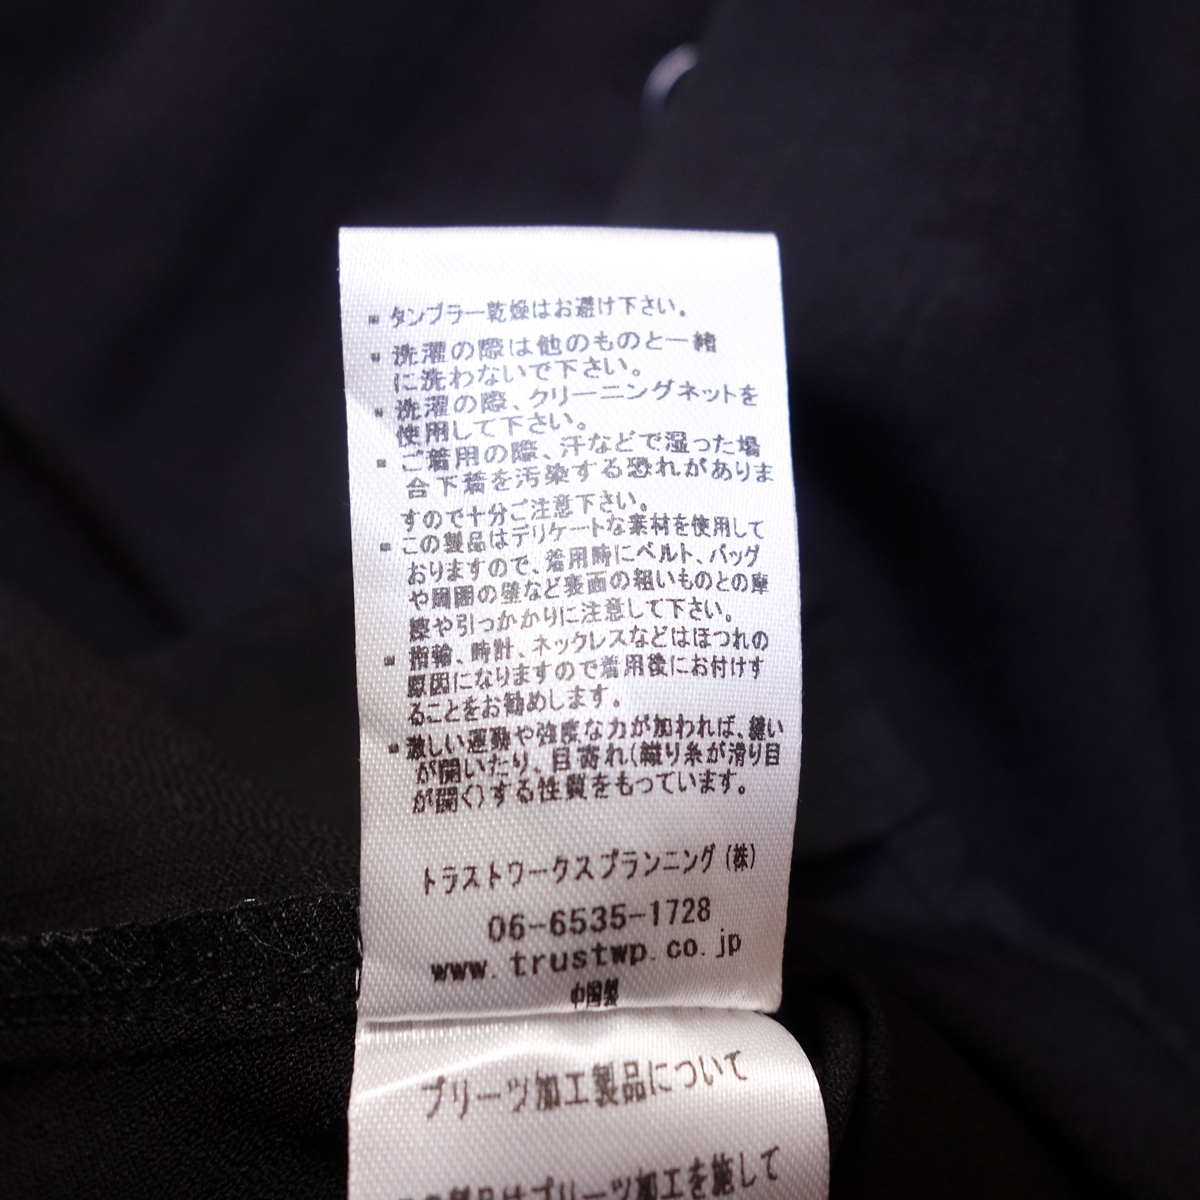 ▪ タンブラー乾燥はお避け下さい。
▪ 洗濯の際は他のものと一緒
に洗わないで下さい。
▪ 洗濯の際、クリーニングネットを
使用して下さい。
▪ ご着用の際、汗などで湿った場
合下着を汚染する恐れがありま
すので十分ご注意下さい。
▪ この製品はデリケートな素材を使用して
おりますので、着用時にベルト、バッグ
や周囲の壁など表面の粗いものとの摩
擦や引っかかりに注意して下さい。
▪ 指輪、時計、ネックレスなどはほつれの
原因になりますので着用後にお付けす
ることをお勧めします。
▪ 激しい運動や強度な力が加われば、縫い
が開いたり、目寄れ(織り糸が滑り目
が開く)する性質をもっています。
トラストワークスプランニング(株)
06-6535-1728
www.trustwp.co.jp
中国製
プリーツ加工製品について
の製品はプリーツ加工を施して